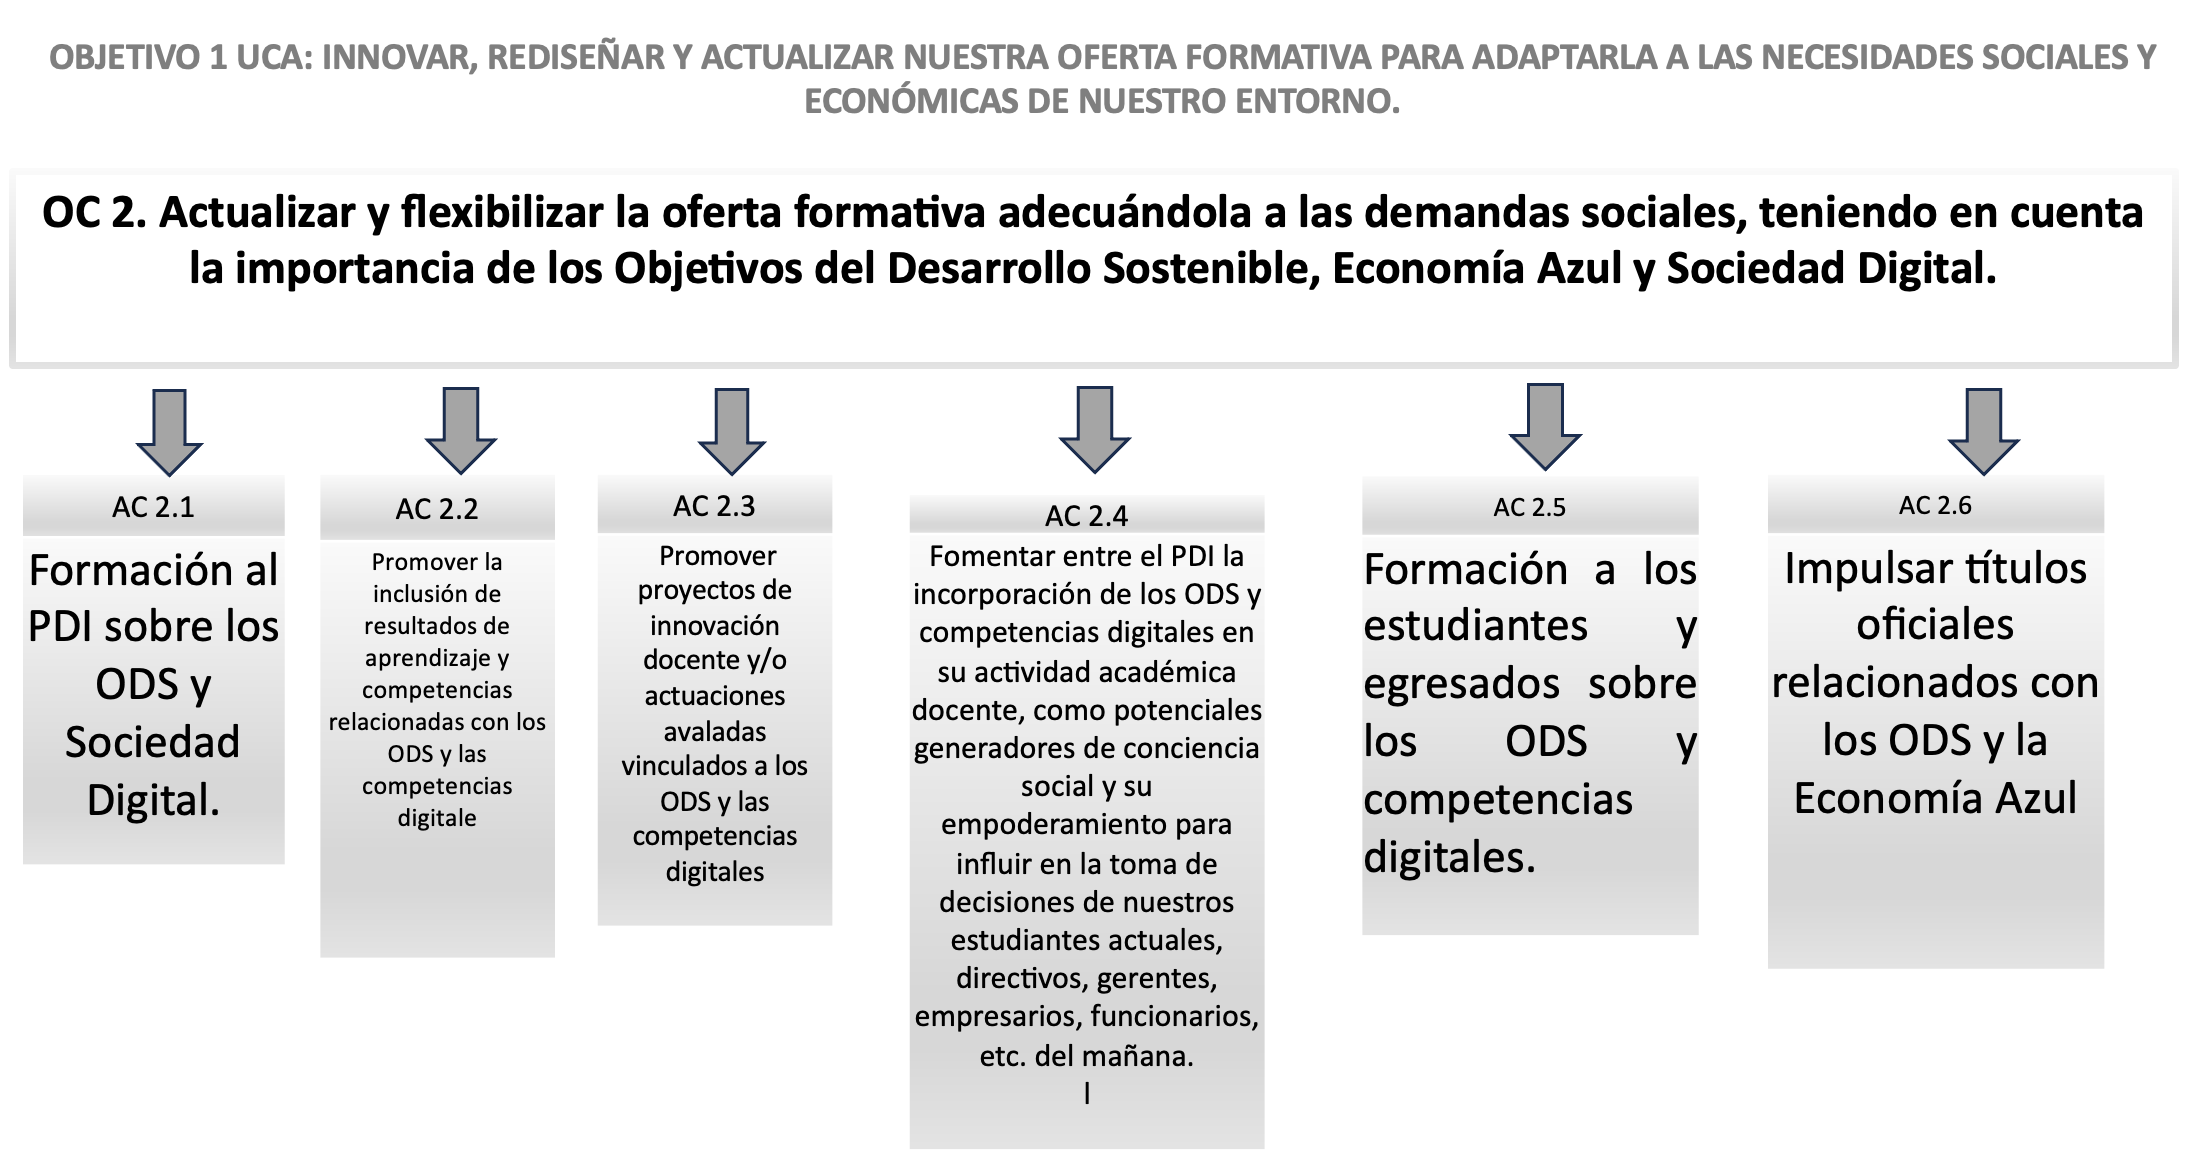 OBJETIVO 1 UCA: INNOVAR, REDISEÑAR Y ACTUALIZAR NUESTRA OFERTA FORMATIVA PARA ADAPTARLA A LAS NECESIDADES SOCIALES Y
ECONÓMICAS DE NUESTRO ENTORNO.
OC 2. Actualizar y flexibilizar la oferta formativa adecuándola a las demandas sociales, teniendo en cuenta
la importancia de los Objetivos del Desarrollo Sostenible, Economía Azul y Sociedad Digital.
AC 2.1
Formación al
PDI sobre los
ODS y
Sociedad
Digital.
AC 2.2
Promover la
inclusión de
resultados de
aprendizaje y
competencias
relacionadas con los
ODS y las
competencias
digitale
AC 2.3
Promover
proyectos de
innovación
docente y/o
actuaciones
avaladas
vinculados a los
ODS y las
competencias
digitales
AC 2.4
Fomentar entre el PDI la
incorporación de los ODS y
competencias digitales en
su actividad académica
docente, como potenciales
generadores de conciencia
social y su
empoderamiento para
influir en la toma de
decisiones de nuestros
estudiantes actuales,
directivos, gerentes,
empresarios, funcionarios,
etc. del mañana.
l
AC 2.5
Formación a los
estudiantes y
egresados sobre
los ODS y
competencias
digitales.
AC 2.6
Impulsar títulos
oficiales
relacionados con
los ODS y la
Economía Azul